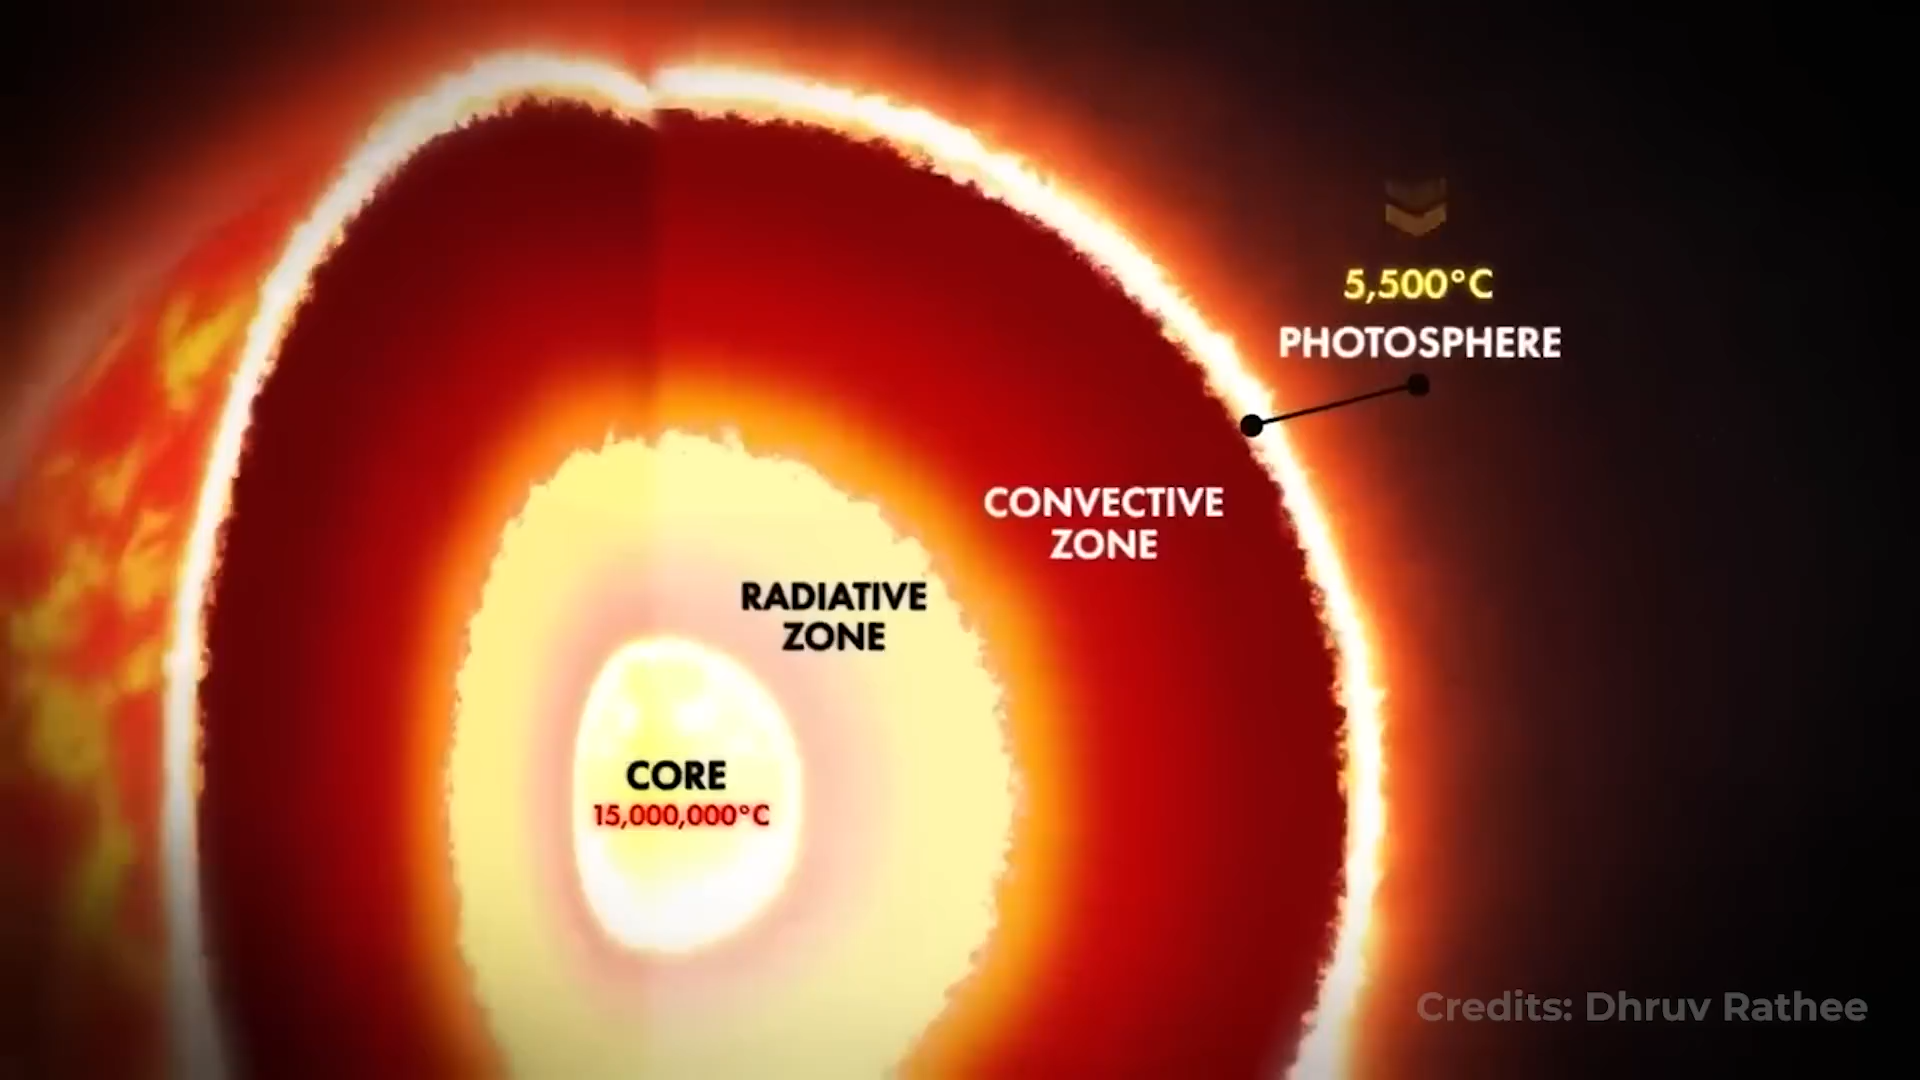 5,500°C
PHOTOSPHERE
CONVECTIVE
ZONE
RADIATIVE
ZONE
CORE
15,000,000°C
Credits: Dhruv Rathee